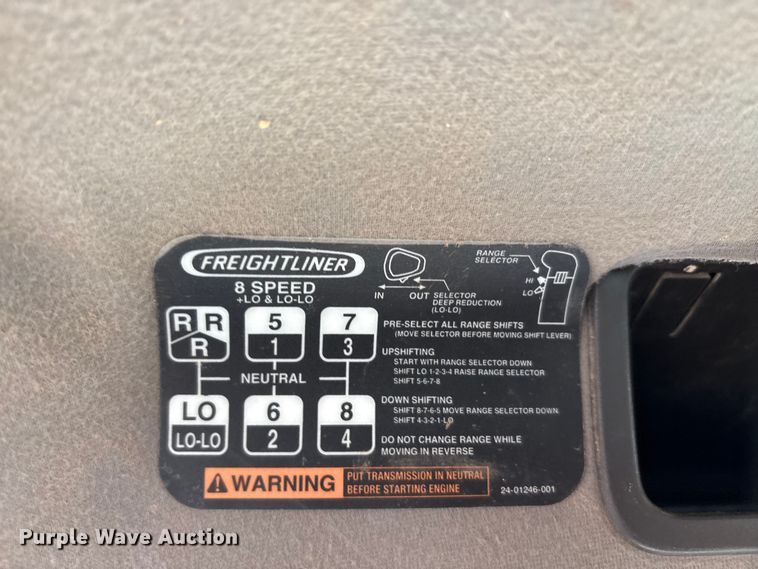 FREIGHTLINER
8 SPEED
+LO & LO-LO
IN OUT SELECTOR
DEEP REDUCTION
(LO-LO)
RANGE
SELECTOR
HI
LO
R R
R
5
1
7
3
NEUTRAL
LO
LO-LO
6
2
8
4
PRE-SELECT ALL RANGE SHIFTS
(MOVE SELECTOR BEFORE MOVING SHIFT LEVER)
UPSHIFTING
START WITH RANGE SELECTOR DOWN
SHIFT LO 1-2-3-4 RAISE RANGE SELECTOR
SHIFT 5-6-7-8
DOWN SHIFTING
SHIFT 8-7-6-5 MOVE RANGE SELECTOR DOWN
SHIFT 4-3-2-1-LO
DO NOT CHANGE RANGE WHILE
MOVING IN REVERSE
WARNING
PUT TRANSMISSION IN NEUTRAL
BEFORE STARTING ENGINE
24-01246-001
Purple Wave Auction